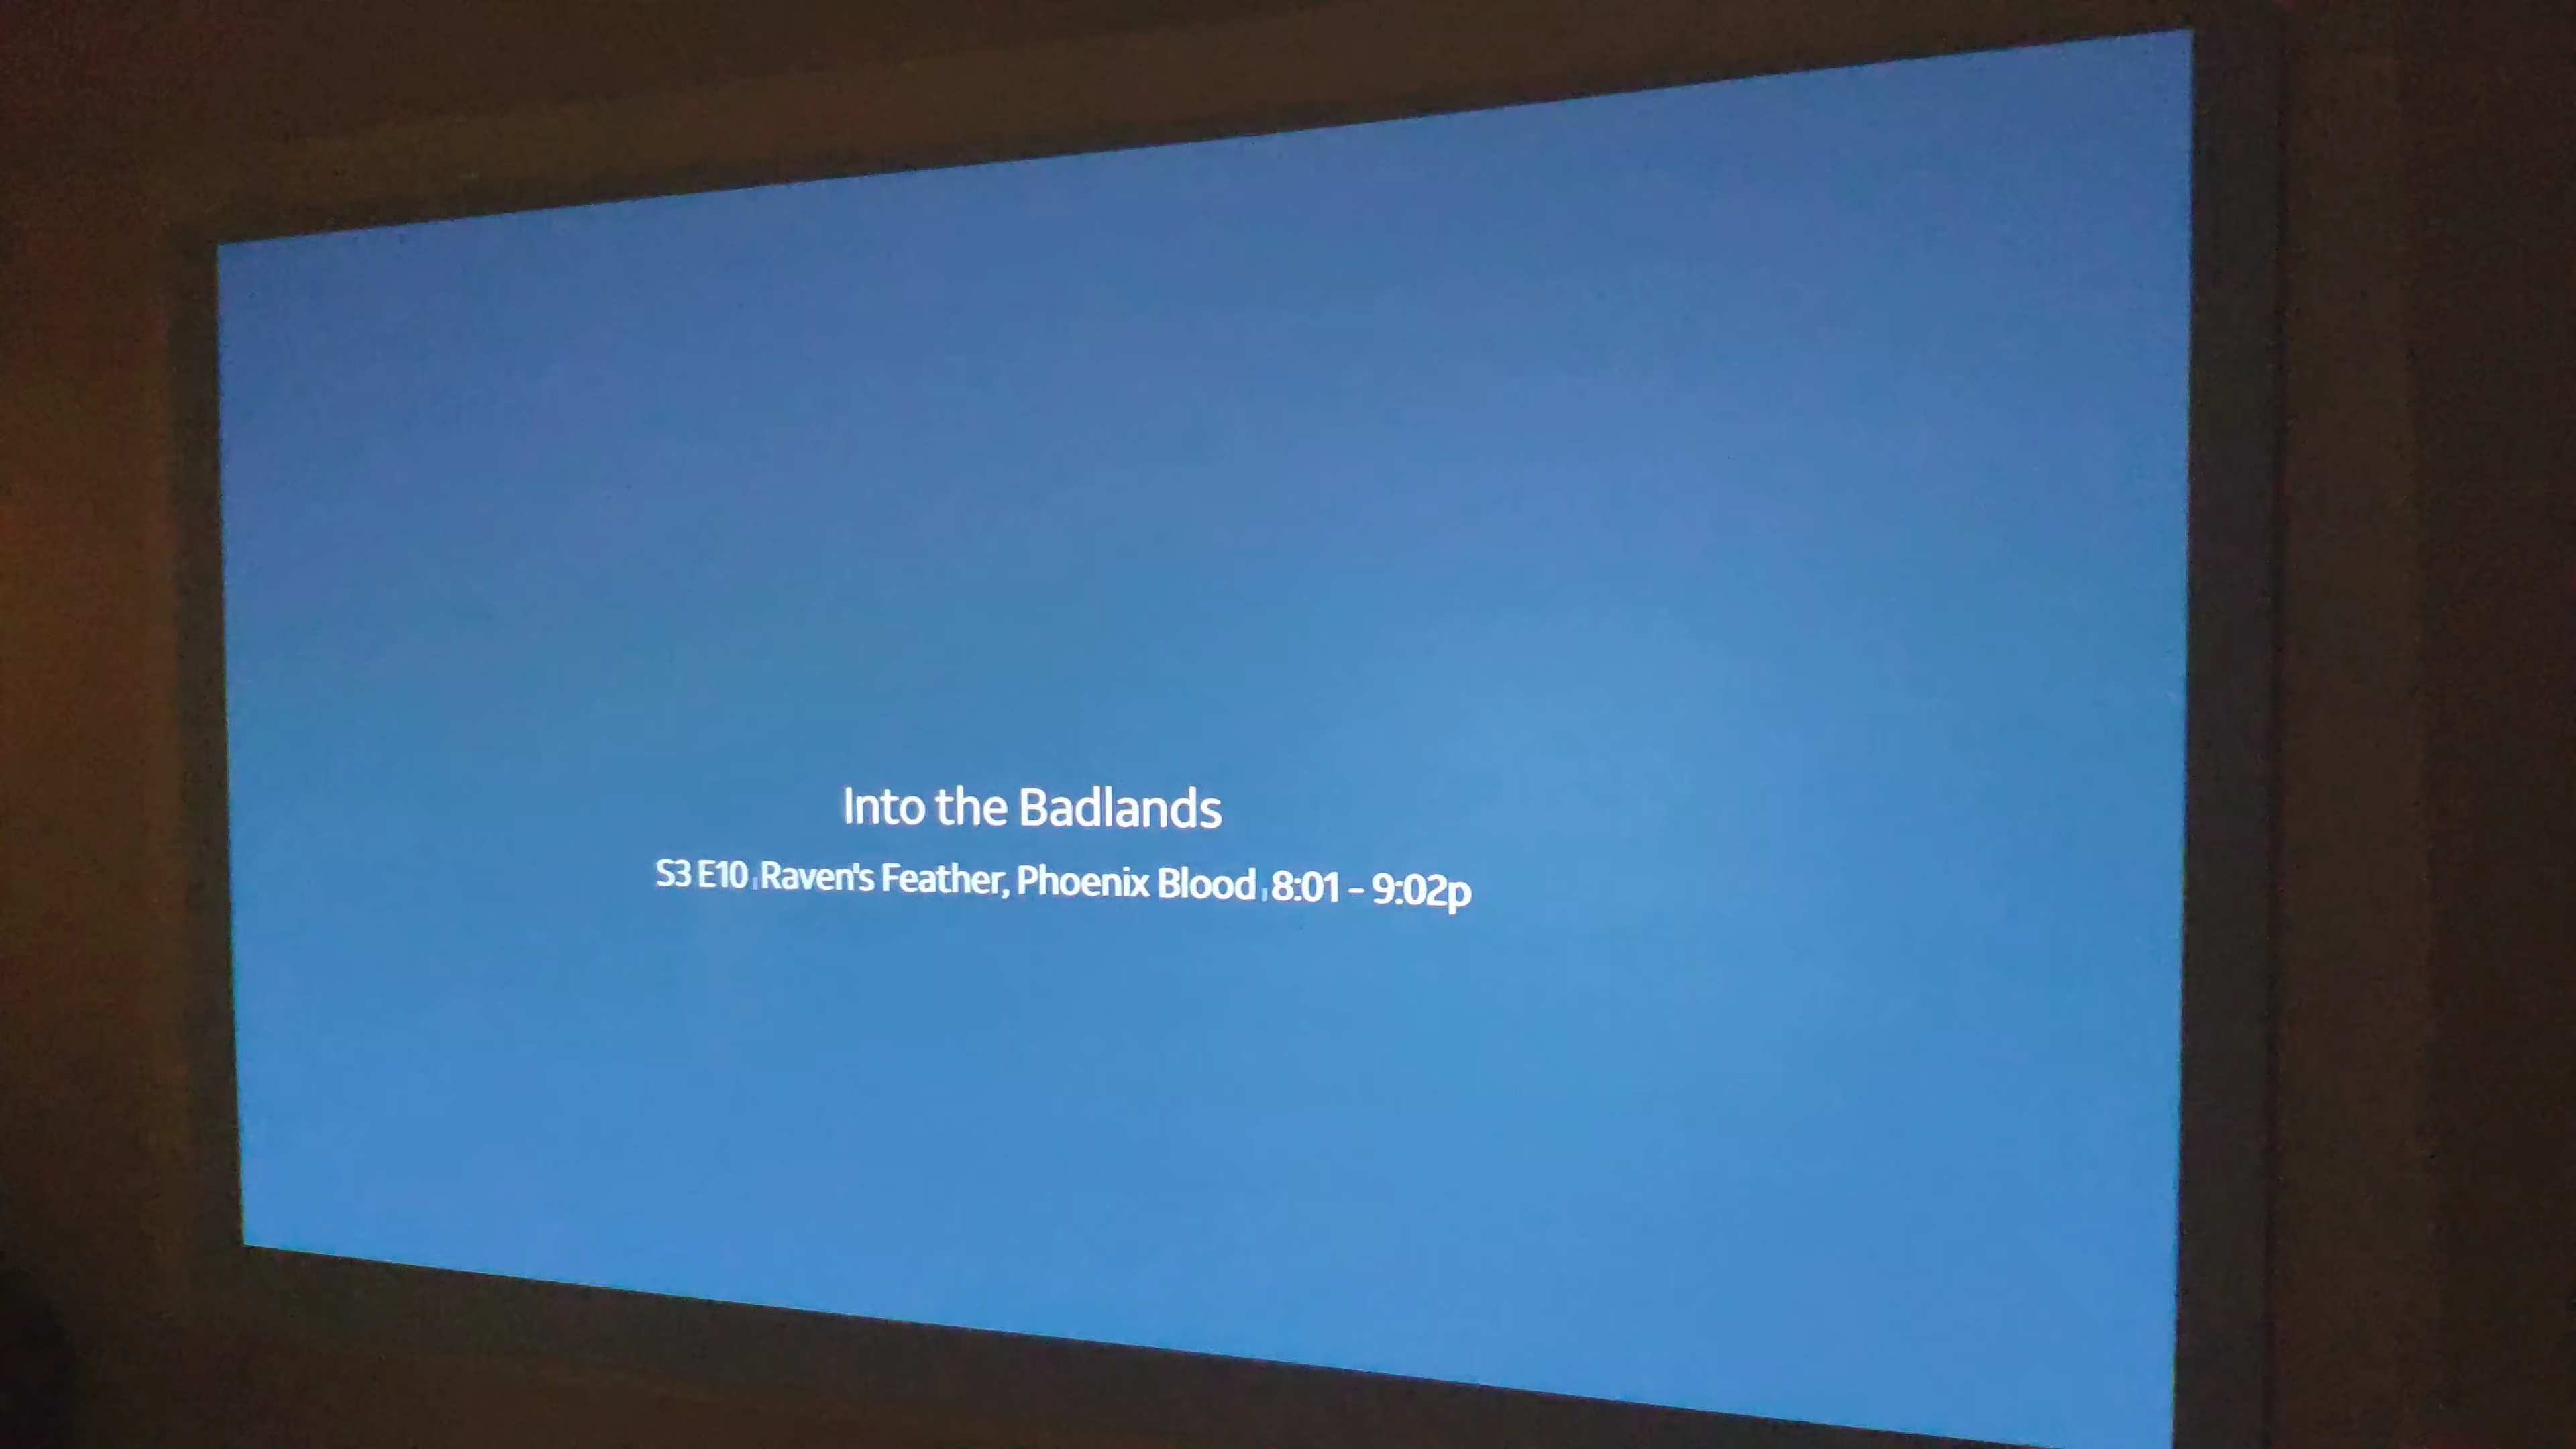 Into the Badlands
S3 E10 | Raven's Feather, Phoenix Blood | 8:01 – 9:02p